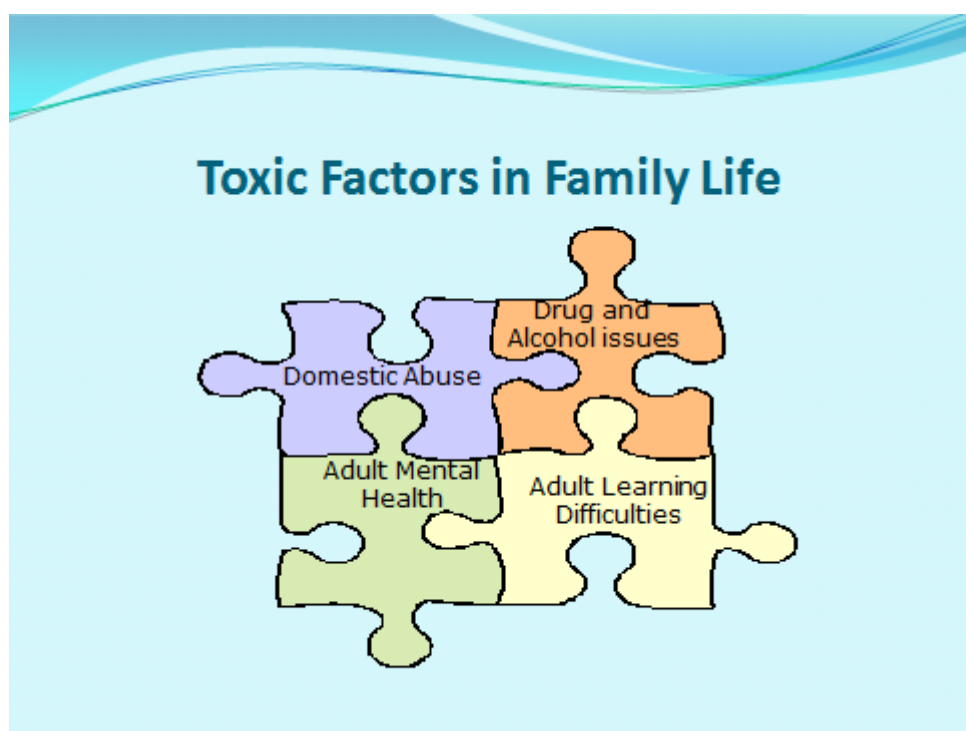 Toxic Factors in Family Life
Drug and
Alcohol issues
Domestic Abuse
Adult Mental
Health
Adult Learning
Difficulties